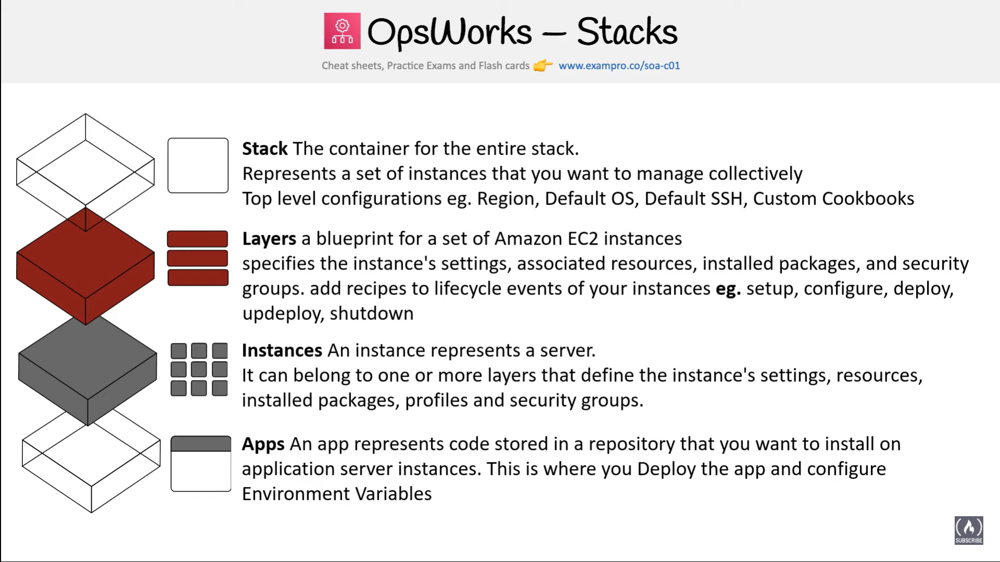 OpsWorks – Stacks
Cheat sheets, Practice Exams and Flash cards 👉 www.exampro.co/soa-c01
Stack The container for the entire stack.
Represents a set of instances that you want to manage collectively
Top level configurations eg. Region, Default OS, Default SSH, Custom Cookbooks
Layers a blueprint for a set of Amazon EC2 instances
specifies the instance's settings, associated resources, installed packages, and security
groups. add recipes to lifecycle events of your instances eg. setup, configure, deploy,
updeploy, shutdown
Instances An instance represents a server.
It can belong to one or more layers that define the instance's settings, resources,
installed packages, profiles and security groups.
Apps An app represents code stored in a repository that you want to install on
application server instances. This is where you Deploy the app and configure
Environment Variables
SUBSCRIBE